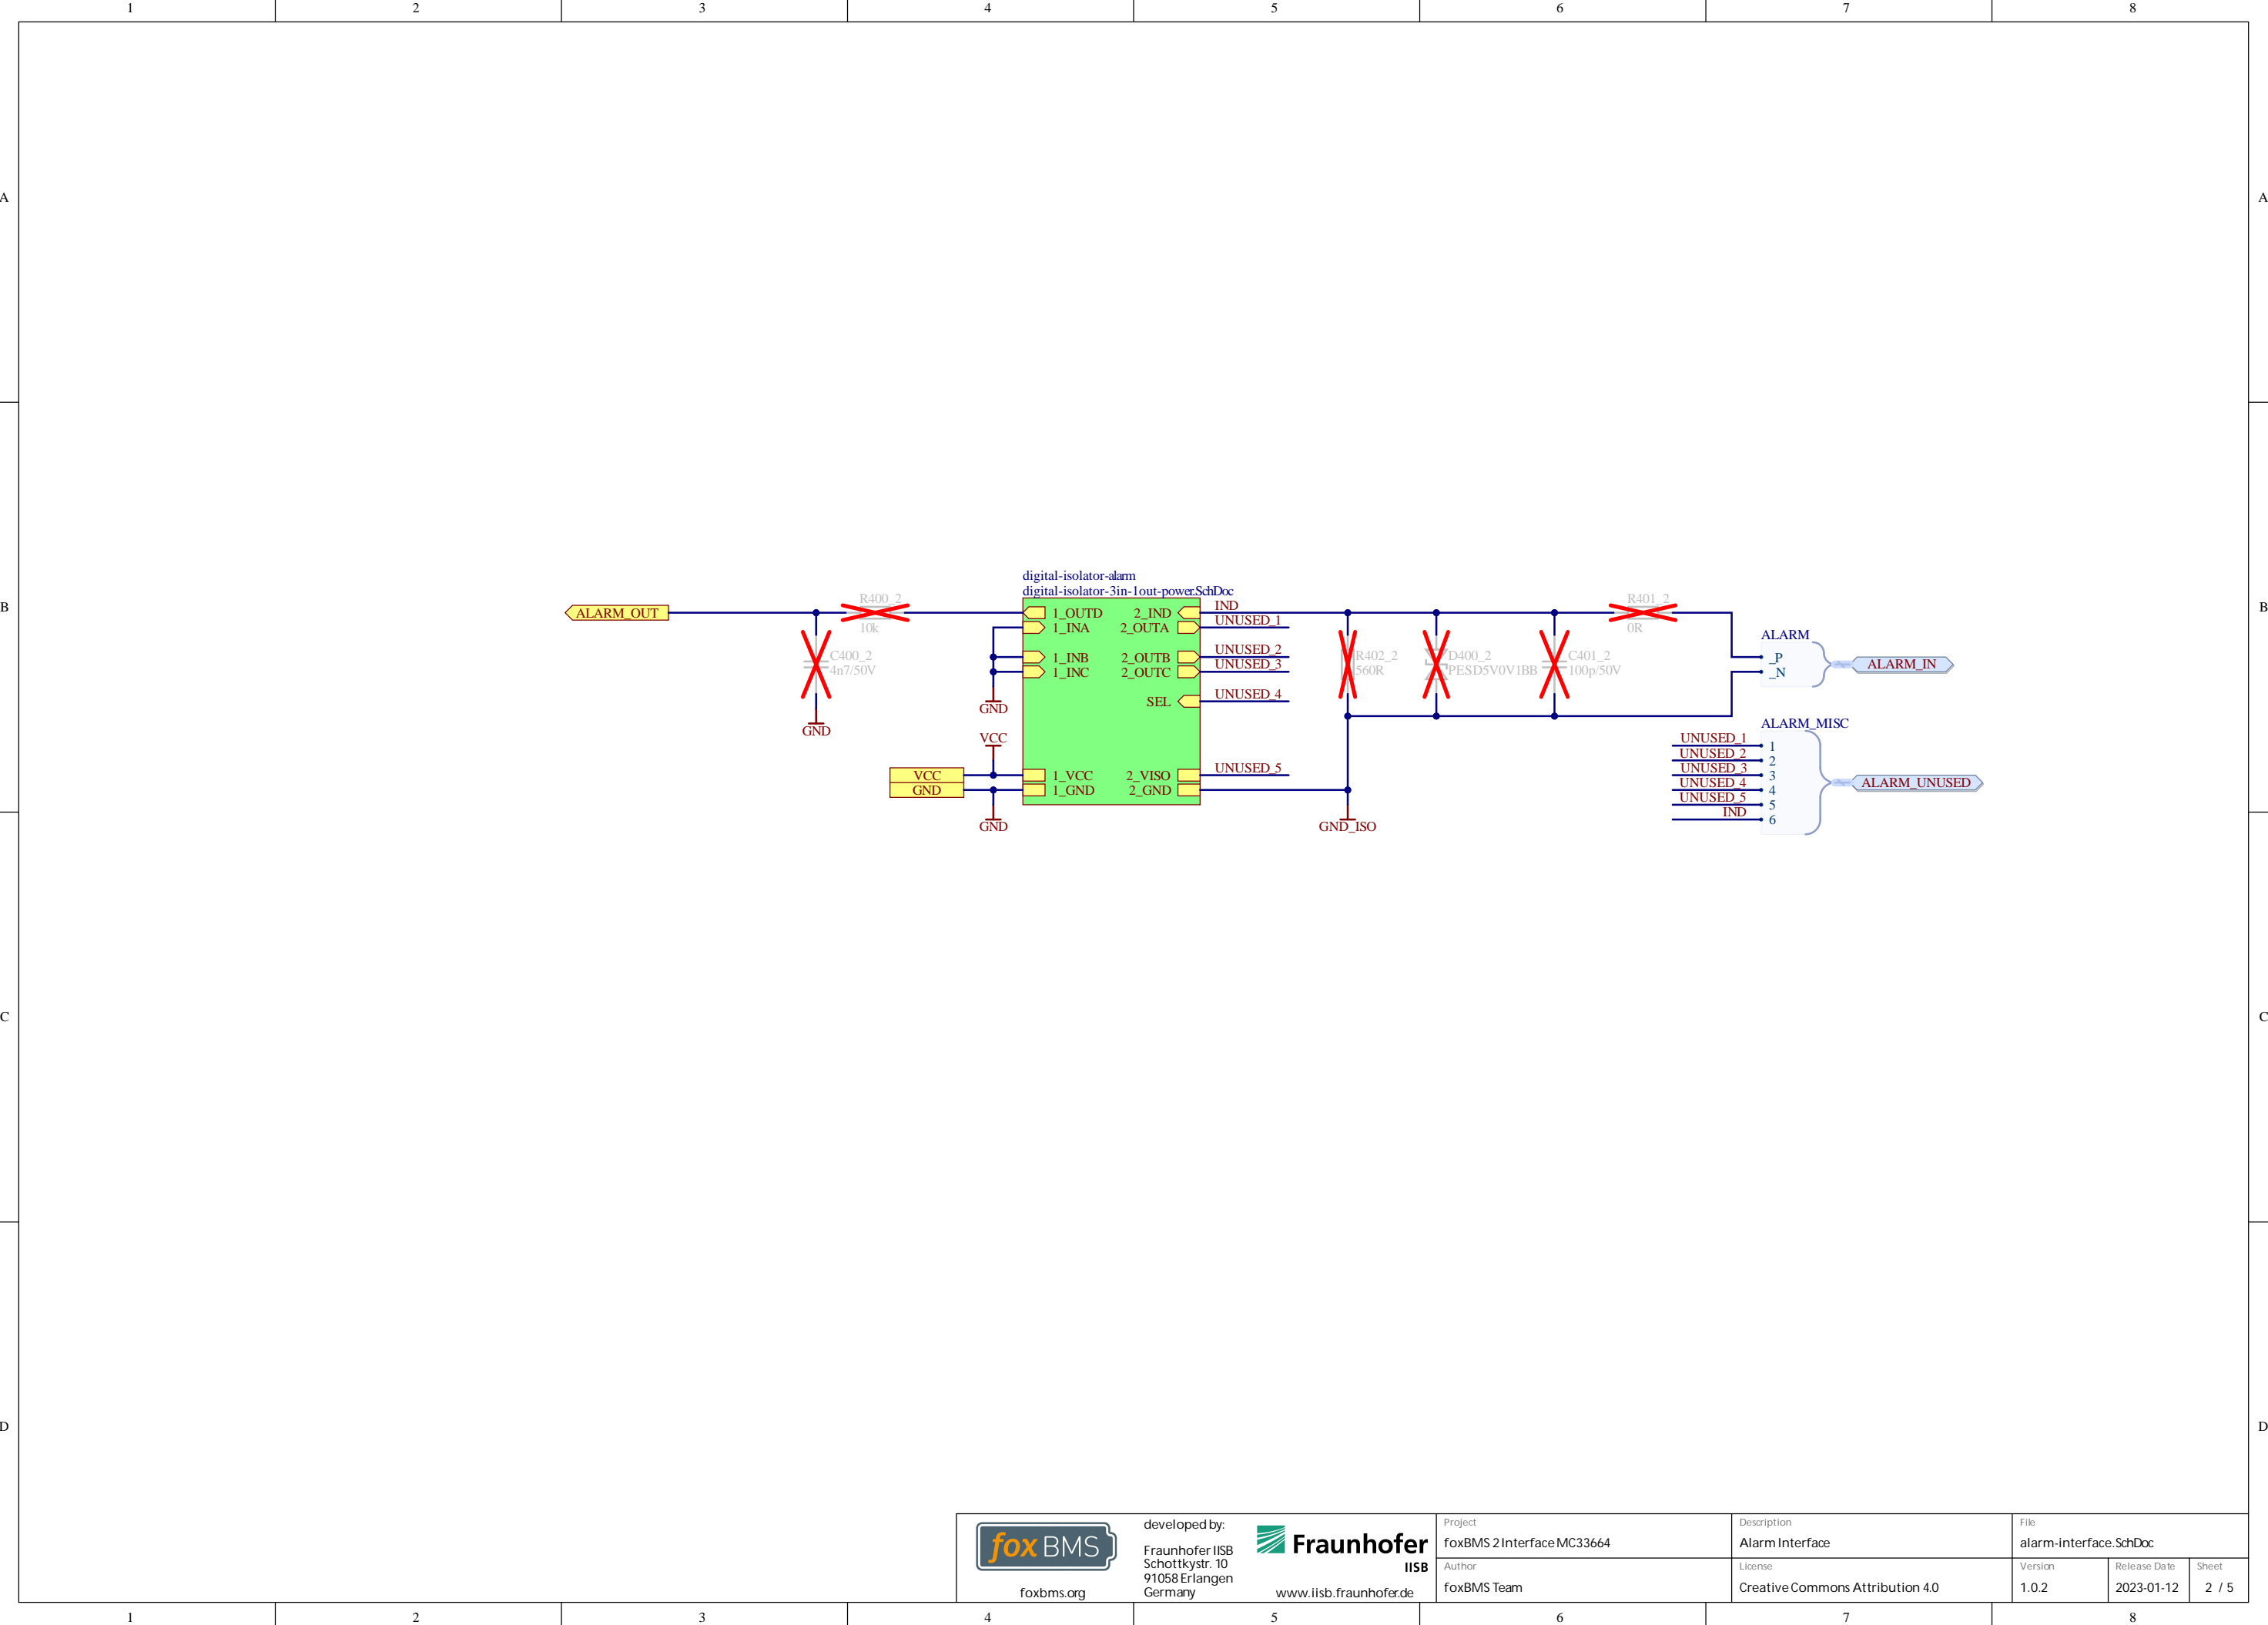 1 2 3 4 5 6 7 8
A A
digital-isolator-alarm
digital-isolator-3in-1out-power.SchDoc
B B
ALARM_OUT
R400_2
10k
C400_2
4n7/50V
GND
1_OUTD
1_INA
1_INB
1_INC
GND
VCC
VCC
GND
1_VCC
1_GND
GND
2_IND
2_OUTA
2_OUTB
2_OUTC
SEL
2_VISO
2_GND
IND
UNUSED_1
UNUSED_2
UNUSED_3
UNUSED_4
UNUSED_5
GND_ISO
R402_2
560R
D400_2
PESD5V0V1BB
C401_2
100p/50V
R401_2
0R
ALARM
_P
_N
ALARM_IN
ALARM_MISC
UNUSED_1 1
UNUSED_2 2
UNUSED_3 3
UNUSED_4 4
UNUSED_5 5
IND 6
ALARM_UNUSED
C C
D D
fox BMS
foxbms.org
developed by:
Fraunhofer IISB
Schottkystr. 10
91058 Erlangen
Germany
Fraunhofer
IISB
www.iisb.fraunhofer.de
Project
foxBMS 2 Interface MC33664
Author
foxBMS Team
Description
Alarm Interface
License
Creative Commons Attribution 4.0
File
alarm-interface.SchDoc
Version
1.0.2
Release Date
2023-01-12
Sheet
2 / 5
1 2 3 4 5 6 7 8